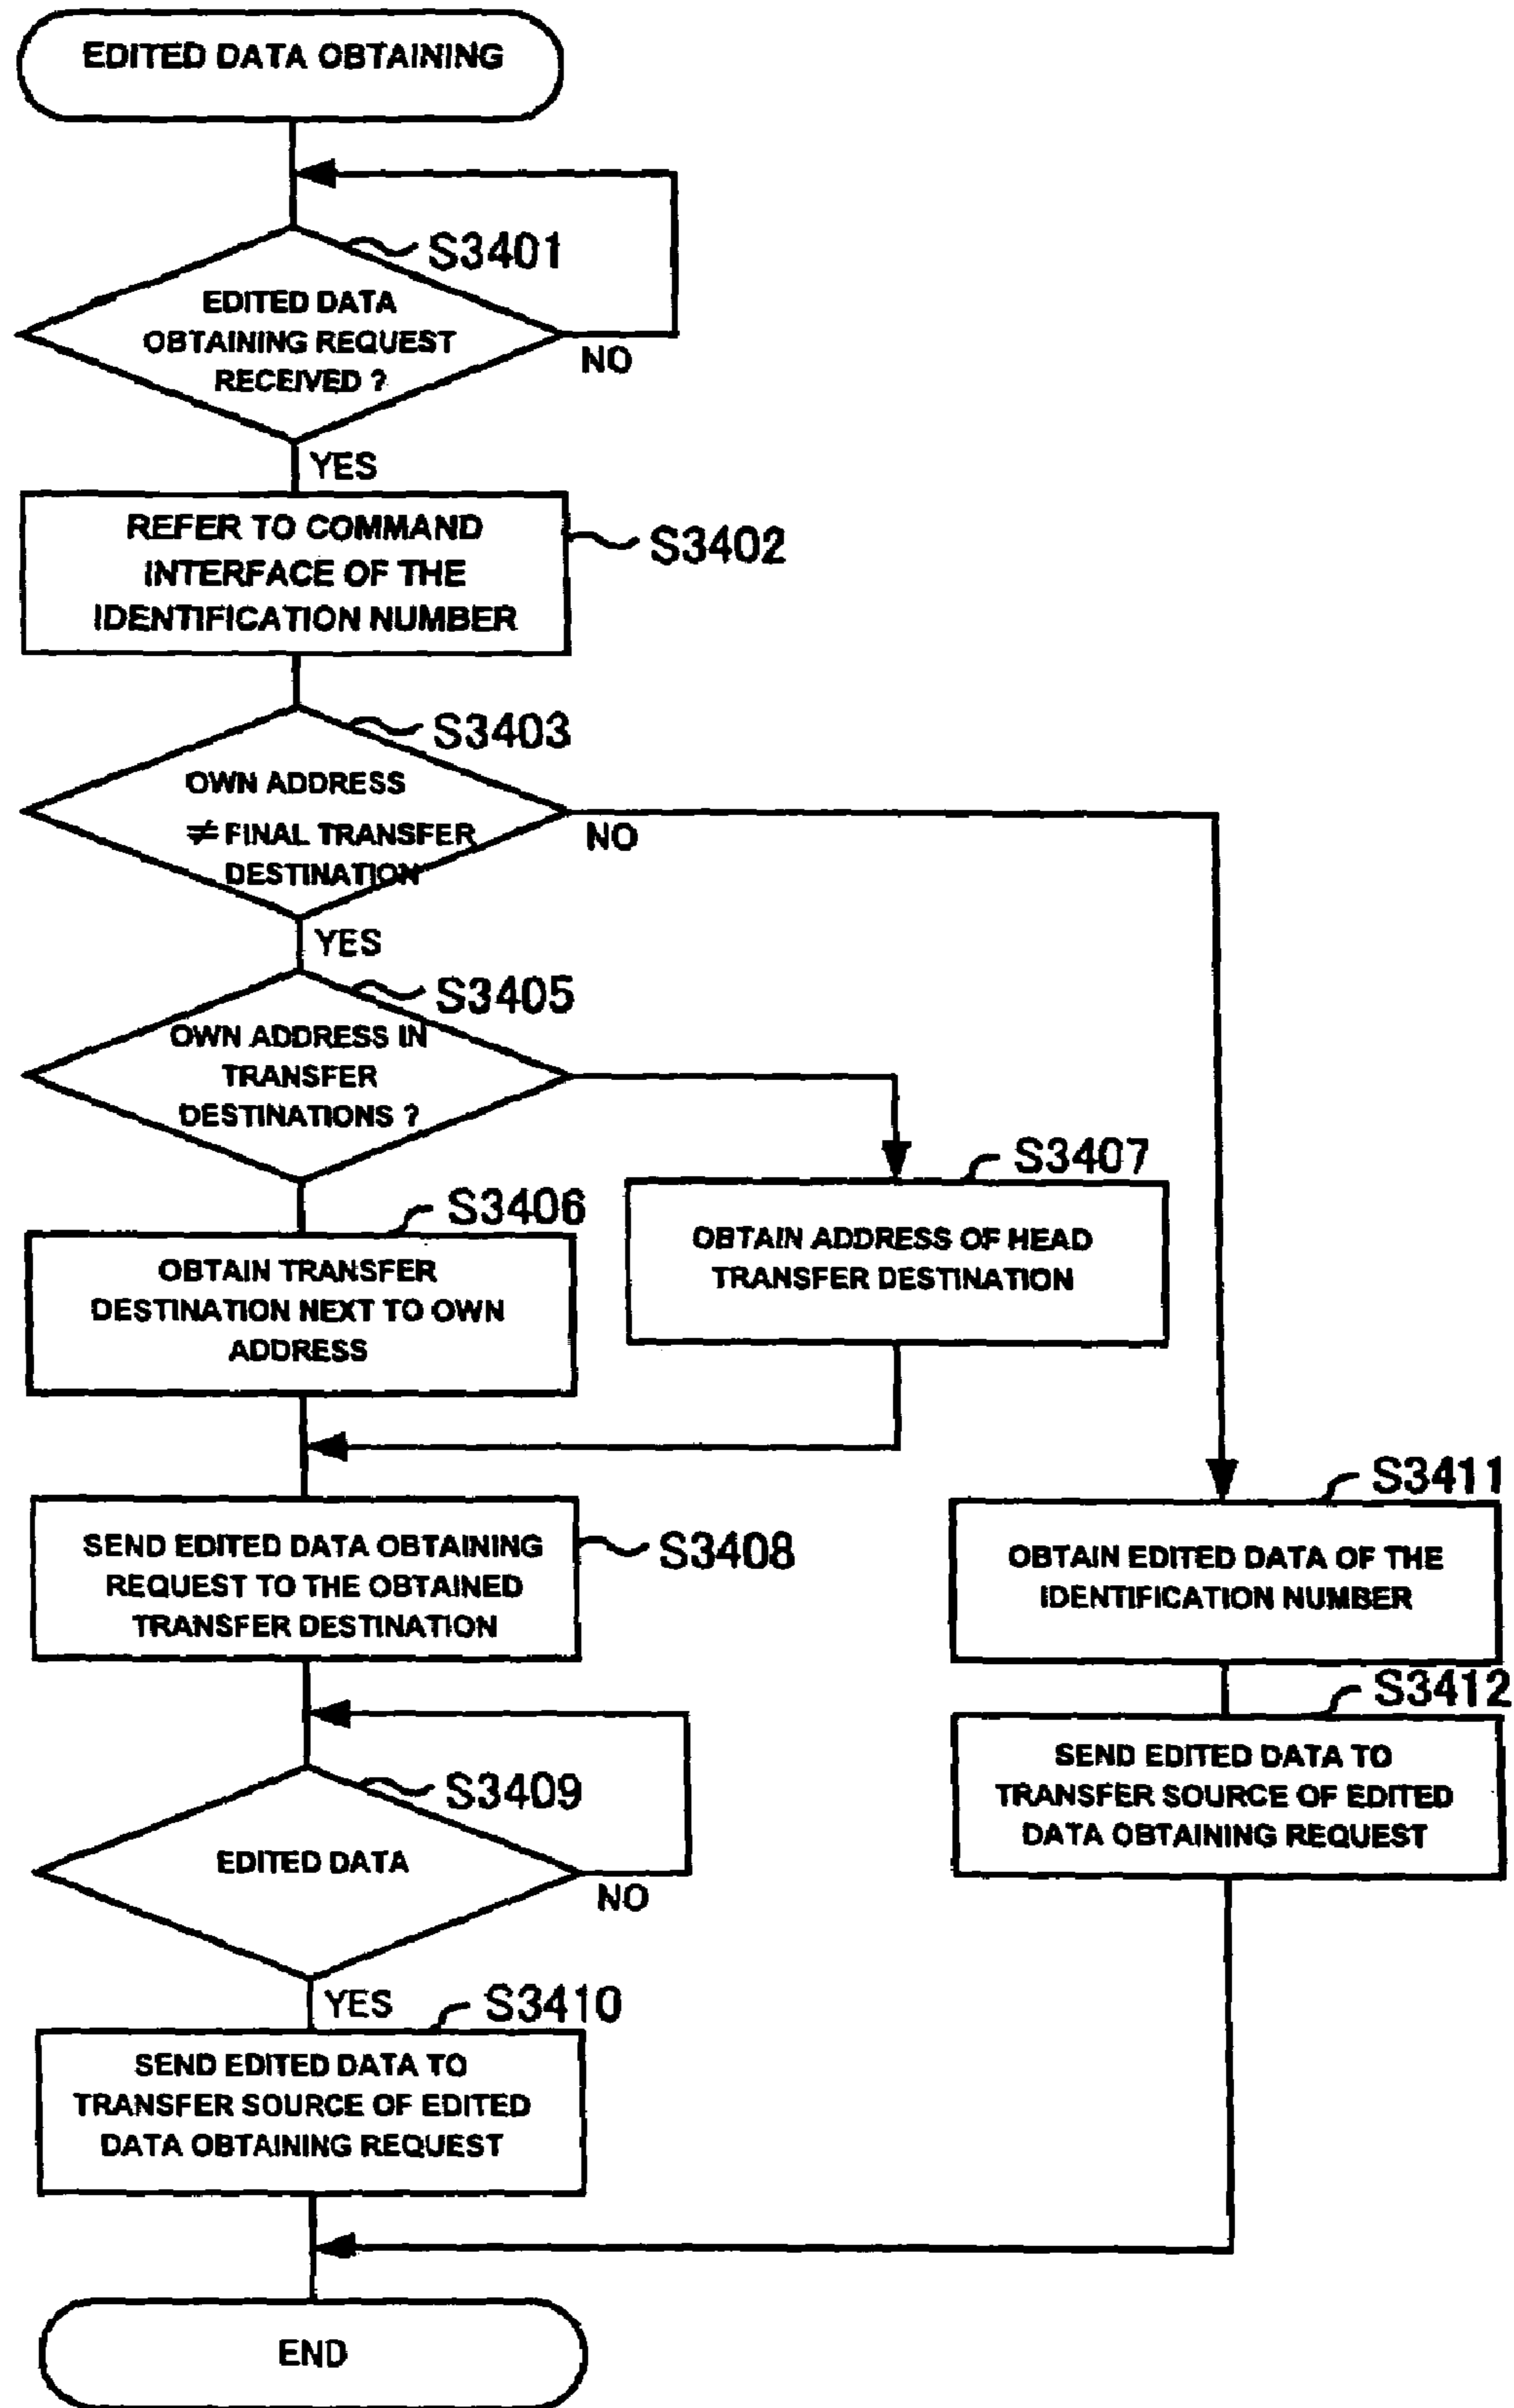 EDITED DATA OBTAINING
S3401
EDITED DATA
OBTAINING REQUEST
RECEIVED ?
NO
YES
REFER TO COMMAND
INTERFACE OF THE
IDENTIFICATION NUMBER
S3402
S3403
OWN ADDRESS
≠ FINAL TRANSFER
DESTINATION
NO
YES
S3405
OWN ADDRESS IN
TRANSFER
DESTINATIONS ?
S3406
OBTAIN TRANSFER
DESTINATION NEXT TO OWN
ADDRESS
S3407
OBTAIN ADDRESS OF HEAD
TRANSFER DESTINATION
SEND EDITED DATA OBTAINING
REQUEST TO THE OBTAINED
TRANSFER DESTINATION
S3408
S3411
OBTAIN EDITED DATA OF THE
IDENTIFICATION NUMBER
S3412
SEND EDITED DATA TO
TRANSFER SOURCE OF EDITED
DATA OBTAINING REQUEST
S3409
EDITED DATA
NO
YES
S3410
SEND EDITED DATA TO
TRANSFER SOURCE OF EDITED
DATA OBTAINING REQUEST
END